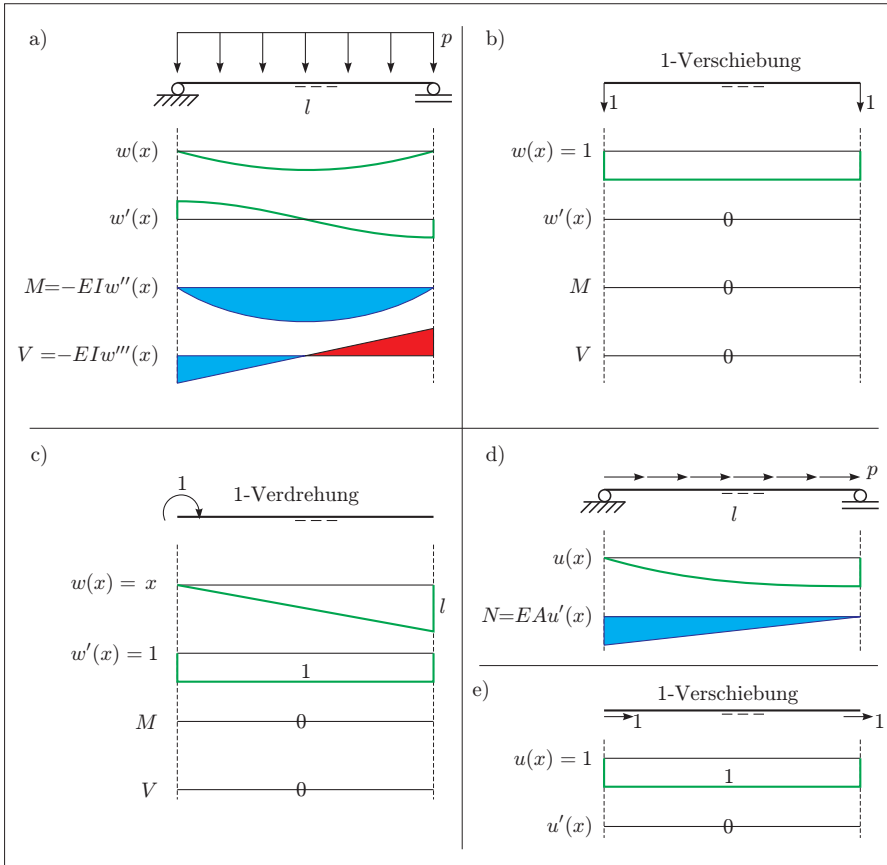 a)
p
l
w(x)
w′(x)
M=−EIw′′(x)
V =−EIw′′′(x)
b)
1-Verschiebung
1 1
w(x) = 1
w′(x) 0
M 0
V 0
c)
1
1-Verdrehung
w(x) = x
l
w′(x) = 1
1
M 0
V 0
d)
p
l
u(x)
N=EAu′(x)
e)
1-Verschiebung
1 1
u(x) = 1
1
u′(x) 0